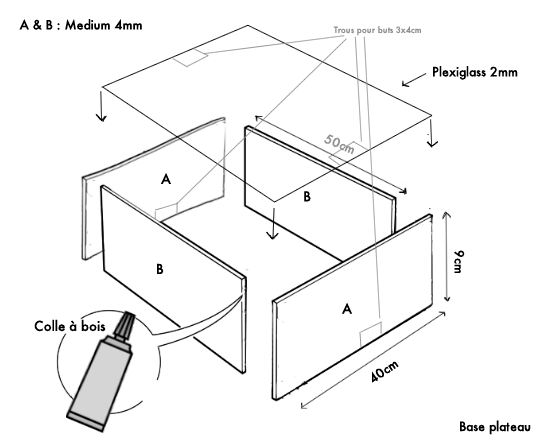 A & B : Medium 4mm
Trous pour buts 3x4cm
Plexiglass 2mm
50cm
A
B
B
9cm
A
Colle à bois
40cm
Base plateau